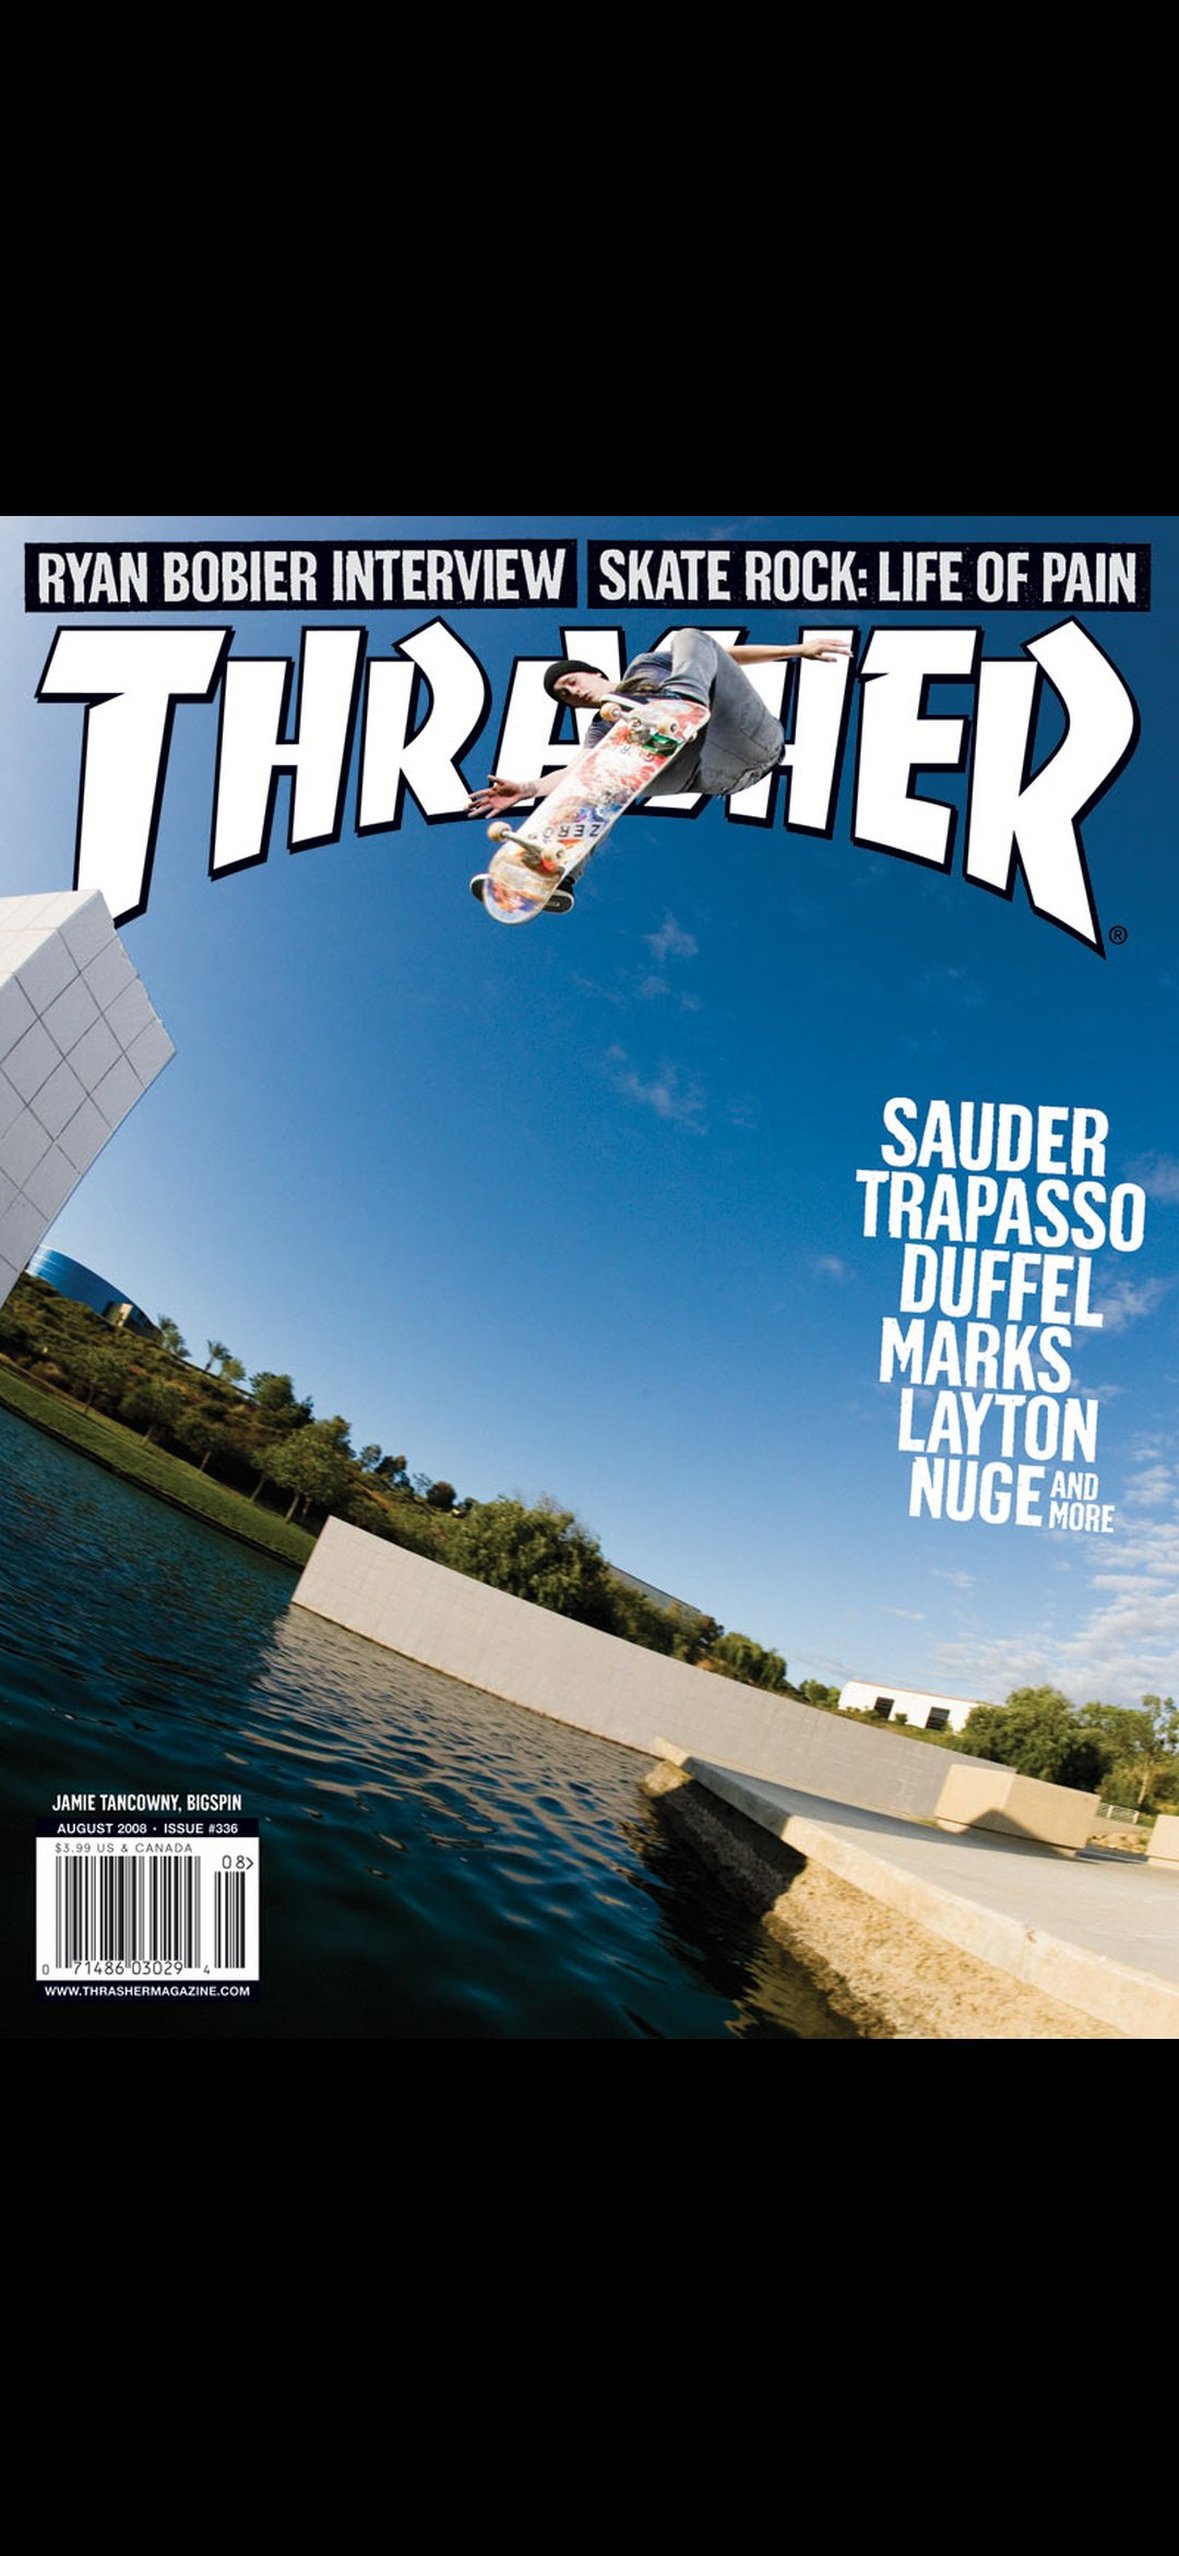 RYAN BOBIER INTERVIEW SKATE ROCK: LIFE OF PAIN
THRASHER®
ZERO
SAUDER
TRAPASSO
DUFFEL
MARKS
LAYTON
NUGE AND MORE
JAMIE TANCOWNY, BIGSPIN
AUGUST 2008 • ISSUE #336
$3.99 US & CANADA
08>
0 71486 03029 4
WWW.THRASHERMAGAZINE.COM